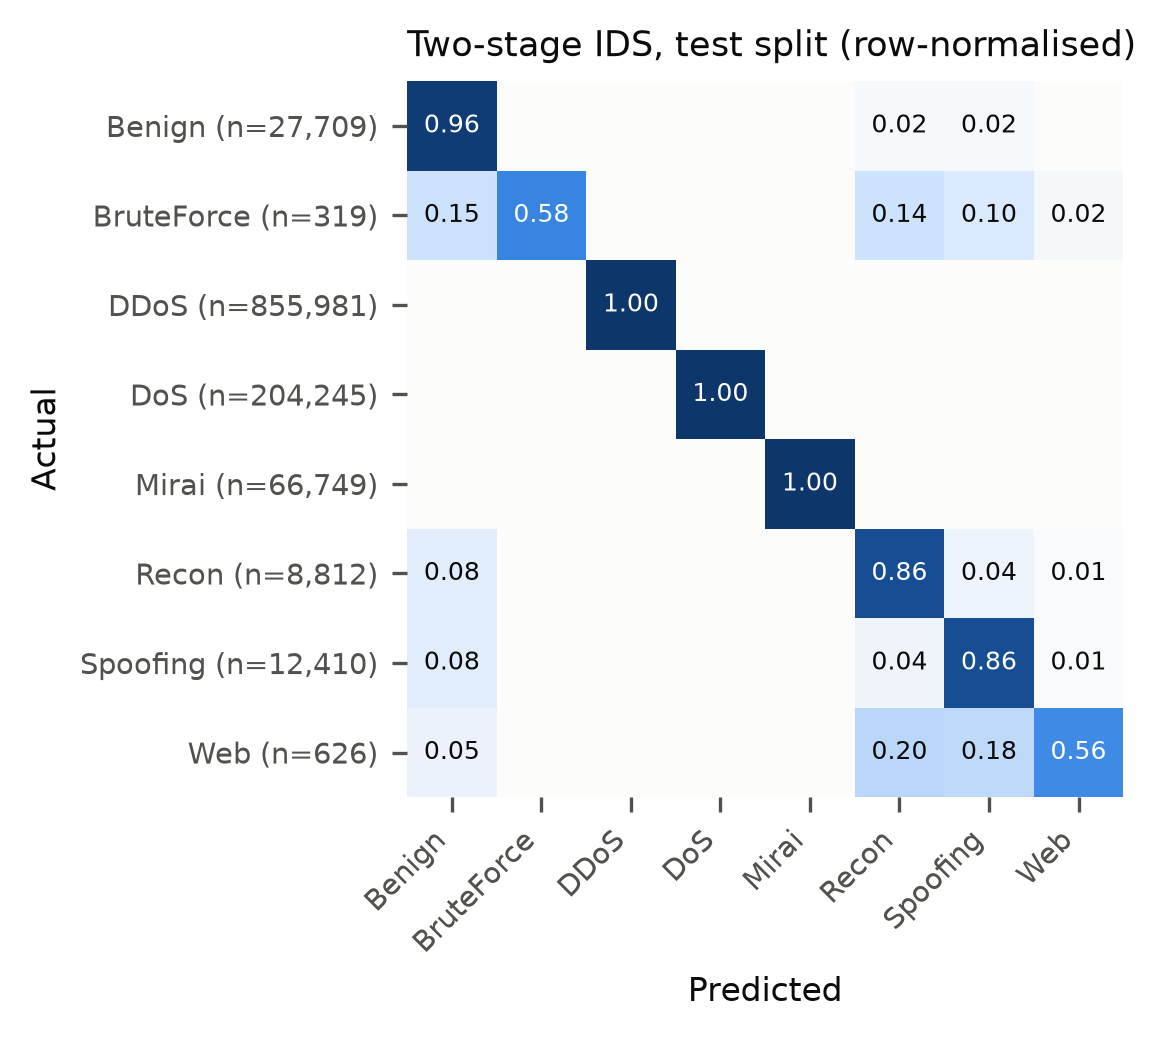 Two-stage IDS, test split (row-normalised)
Benign (n=27,709) 0.96 0.02 0.02
BruteForce (n=319) 0.15 0.58 0.14 0.10 0.02
DDoS (n=855,981) 1.00
DoS (n=204,245) 1.00
Mirai (n=66,749) 1.00
Recon (n=8,812) 0.08 0.86 0.04 0.01
Spoofing (n=12,410) 0.08 0.04 0.86 0.01
Web (n=626) 0.05 0.20 0.18 0.56
Actual
Benign BruteForce DDoS DoS Mirai Recon Spoofing Web
Predicted